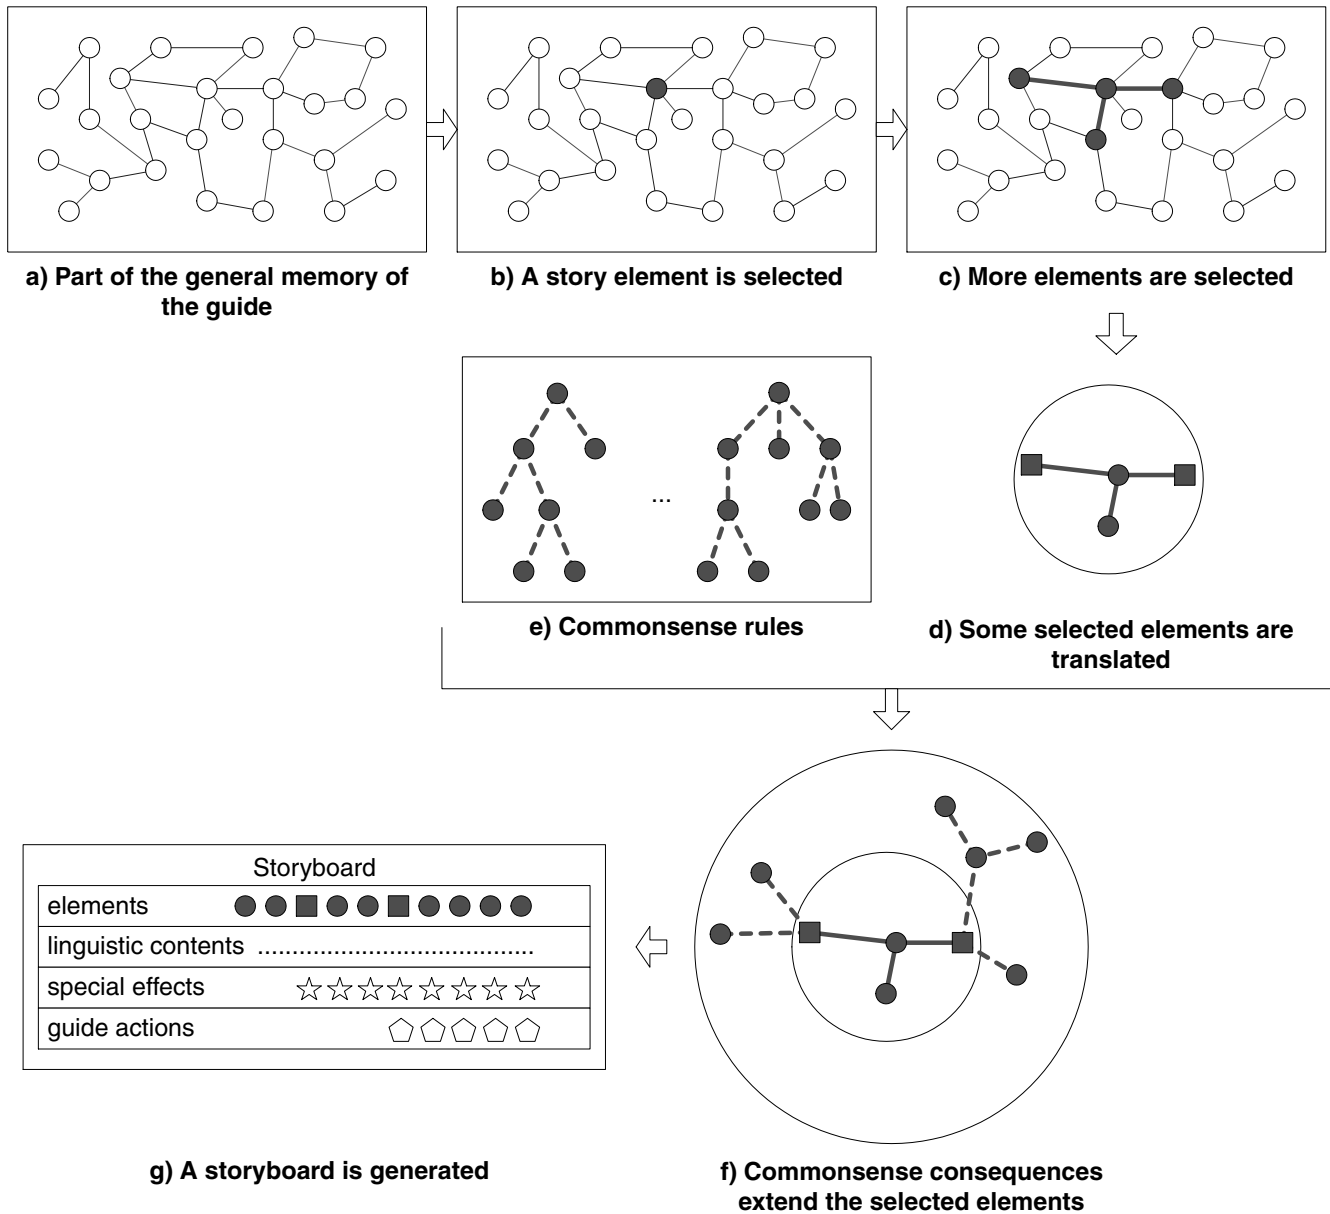 a) Part of the general memory of
the guide
b) A story element is selected
c) More elements are selected
...
e) Commonsense rules
d) Some selected elements are
translated
Storyboard
elements
linguistic contents .......................................
special effects
guide actions
g) A storyboard is generated
f) Commonsense consequences
extend the selected elements